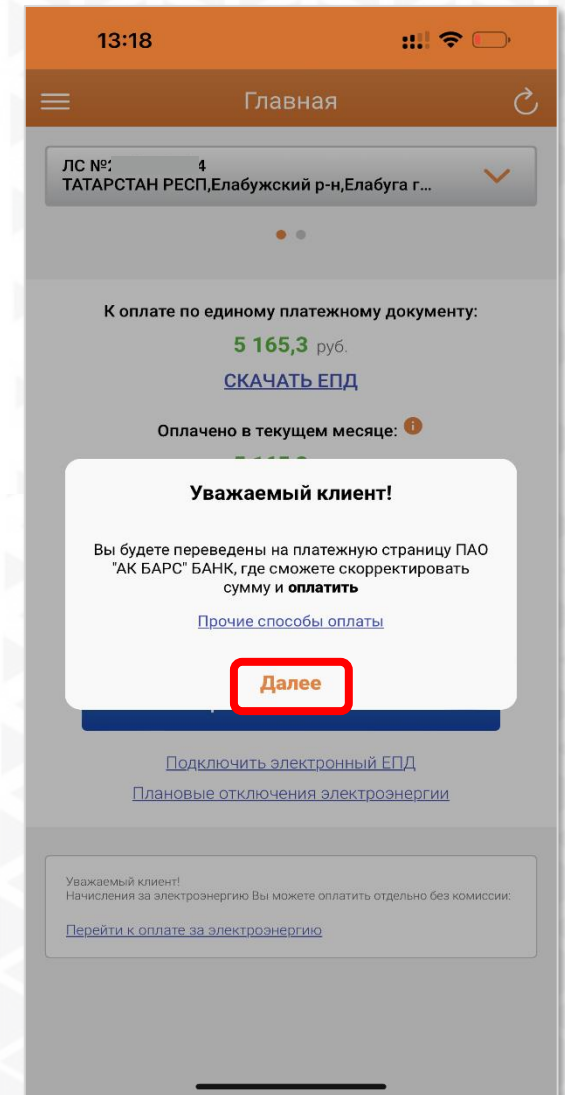 13:18
Главная
ЛС №: 4
ТАТАРСТАН РЕСП,Елабужский р-н,Елабуга г...
К оплате по единому платежному документу:
5 165,3 руб.
СКАЧАТЬ ЕПД
Оплачено в текущем месяце:
Уважаемый клиент!
Вы будете переведены на платежную страницу ПАО
"АК БАРС" БАНК, где сможете скорректировать
сумму и оплатить
Прочие способы оплаты
Далее
Подключить электронный ЕПД
Плановые отключения электроэнергии
Уважаемый клиент!
Начисления за электроэнергию Вы можете оплатить отдельно без комиссии:
Перейти к оплате за электроэнергию